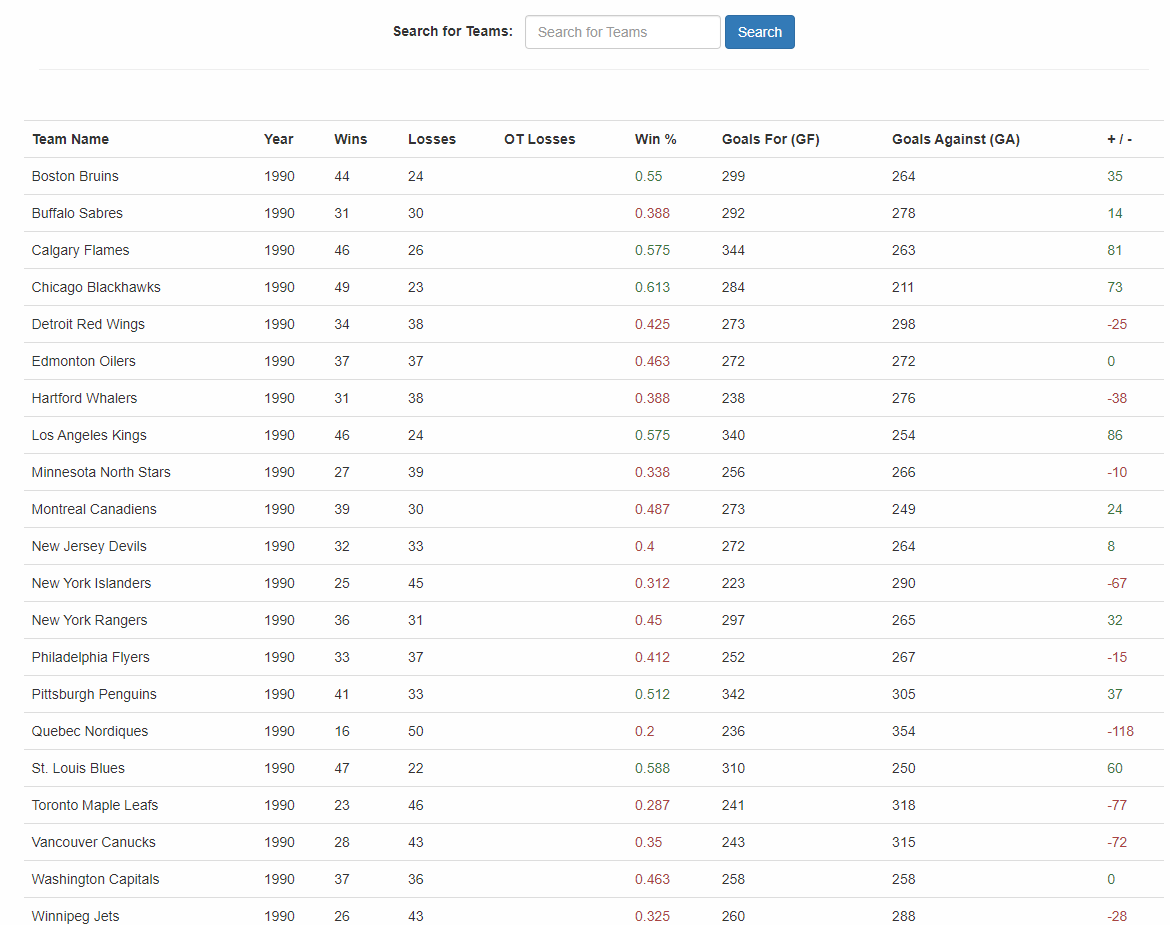 Search for Teams: Search for Teams Search
Team Name Year Wins Losses OT Losses Win % Goals For (GF) Goals Against (GA) + / -
Boston Bruins 1990 44 24 0.55 299 264 35
Buffalo Sabres 1990 31 30 0.388 292 278 14
Calgary Flames 1990 46 26 0.575 344 263 81
Chicago Blackhawks 1990 49 23 0.613 284 211 73
Detroit Red Wings 1990 34 38 0.425 273 298 -25
Edmonton Oilers 1990 37 37 0.463 272 272 0
Hartford Whalers 1990 31 38 0.388 238 276 -38
Los Angeles Kings 1990 46 24 0.575 340 254 86
Minnesota North Stars 1990 27 39 0.338 256 266 -10
Montreal Canadiens 1990 39 30 0.487 273 249 24
New Jersey Devils 1990 32 33 0.4 272 264 8
New York Islanders 1990 25 45 0.312 223 290 -67
New York Rangers 1990 36 31 0.45 297 265 32
Philadelphia Flyers 1990 33 37 0.412 252 267 -15
Pittsburgh Penguins 1990 41 33 0.512 342 305 37
Quebec Nordiques 1990 16 50 0.2 236 354 -118
St. Louis Blues 1990 47 22 0.588 310 250 60
Toronto Maple Leafs 1990 23 46 0.287 241 318 -77
Vancouver Canucks 1990 28 43 0.35 243 315 -72
Washington Capitals 1990 37 36 0.463 258 258 0
Winnipeg Jets 1990 26 43 0.325 260 288 -28